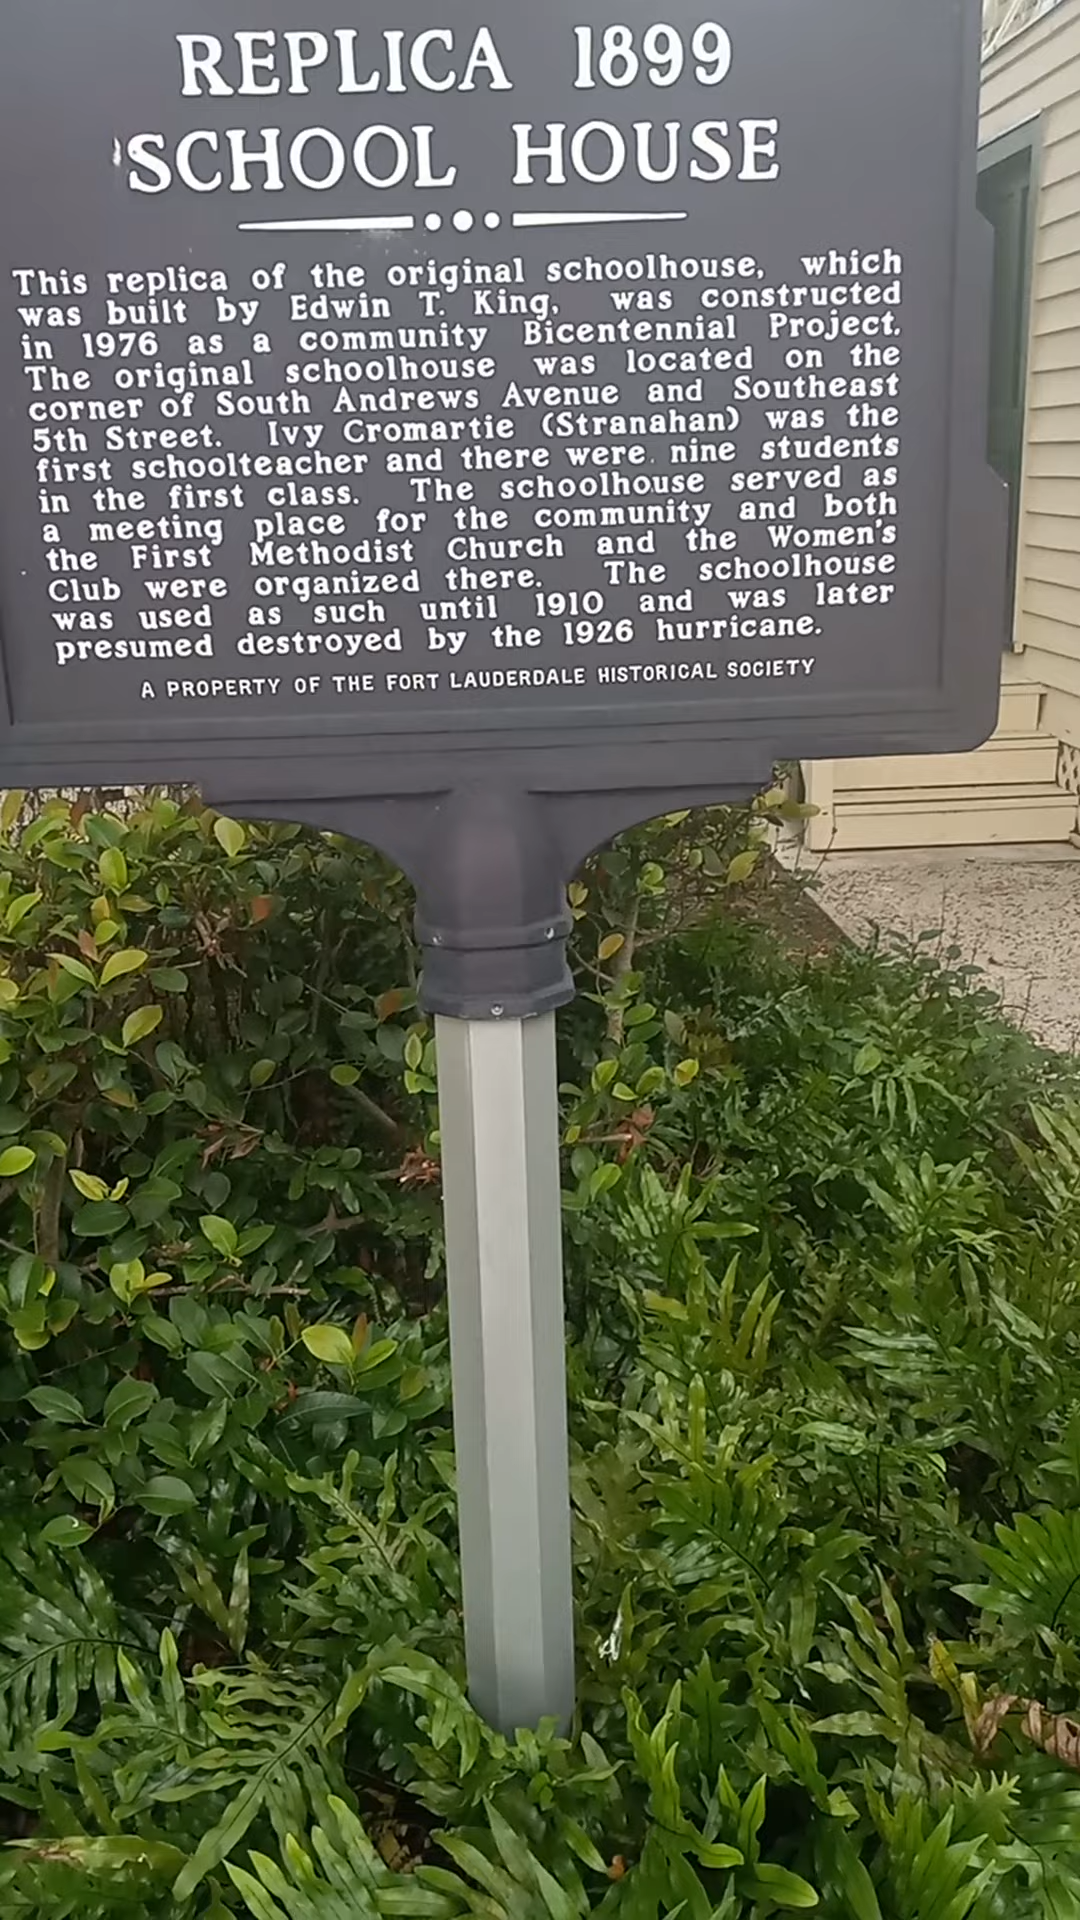 REPLICA 1899
SCHOOL HOUSE
This replica of the original schoolhouse, which
was built by Edwin T. King, was constructed
in 1976 as a community Bicentennial Project.
The original schoolhouse was located on the
corner of South Andrews Avenue and Southeast
5th Street. Ivy Cromartie (Stranahan) was the
first schoolteacher and there were nine students
in the first class. The schoolhouse served as
a meeting place for the community and both
the First Methodist Church and the Women's
Club were organized there. The schoolhouse
was used as such until 1910 and was later
presumed destroyed by the 1926 hurricane.
A PROPERTY OF THE FORT LAUDERDALE HISTORICAL SOCIETY